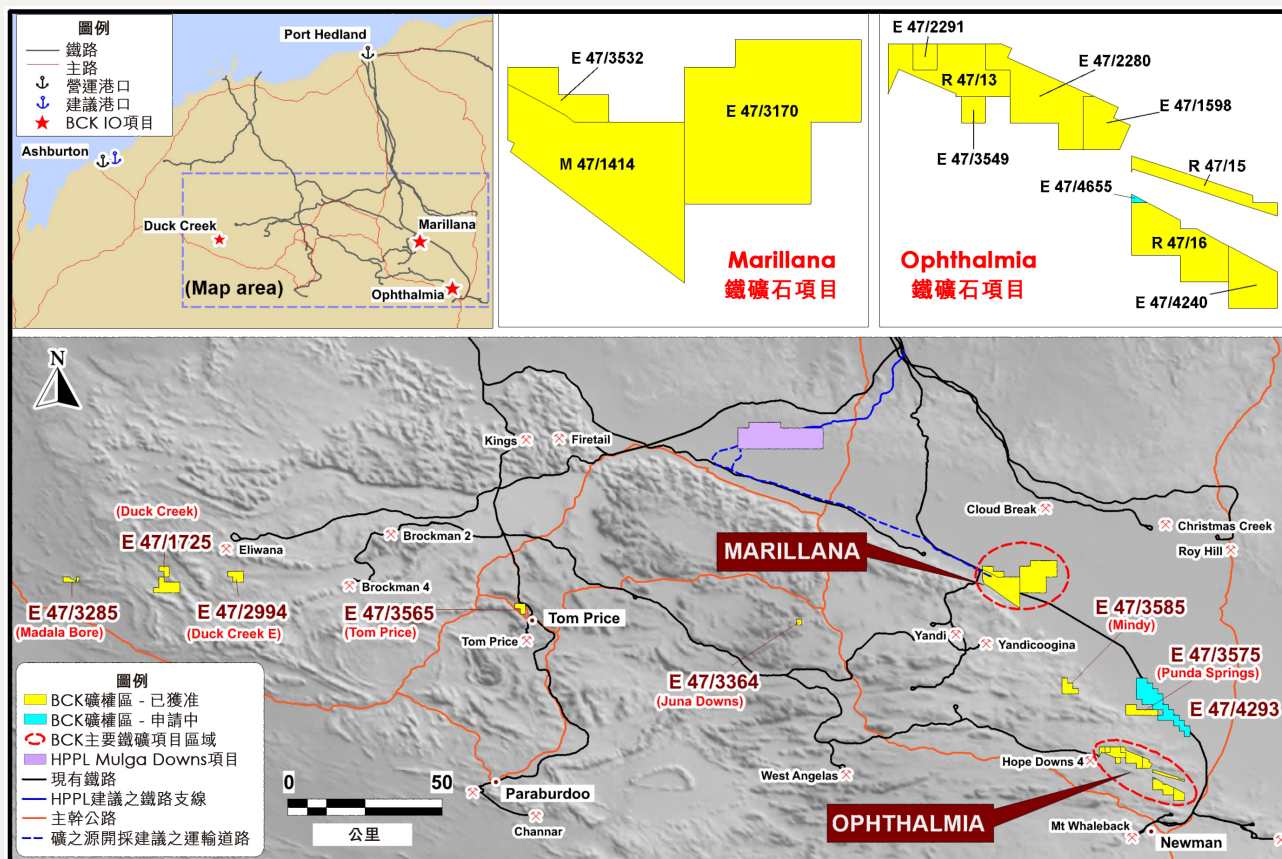 圖例
鐵路
主路
營運港口
建議港口
BCK IO項目
Port Hedland
Ashburton
Duck Creek
Marillana
(Map area)
Ophthalmia
E 47/3532
E 47/3170
M 47/1414
Marillana
鐵礦石項目
E 47/2291
R 47/13
E 47/2280
E 47/1598
E 47/3549
R 47/15
E 47/4655
R 47/16
E 47/4240
Ophthalmia
鐵礦石項目
N
Kings
Firetail
Cloud Break
Christmas Creek
Roy Hill
(Duck Creek)
E 47/1725
Eliwana
Brockman 2
Brockman 4
MARILLANA
E 47/3285
(Madala Bore)
E 47/2994
(Duck Creek E)
E 47/3565
(Tom Price)
Tom Price
Tom Price
Yandi
Yandicoogina
E 47/3585
(Mindy)
E 47/3364
(Juna Downs)
E 47/3575
(Punda Springs)
E 47/4293
圖例
BCK礦權區 - 已獲准
BCK礦權區 - 申請中
BCK主要鐵礦項目區域
HPPL Mulga Downs項目
現有鐵路
HPPL建議之鐵路支線
主幹公路
礦之源開採建議之運輸道路
0 50
公里
Paraburdoo
Channar
West Angelas
Hope Downs 4
OPHTHALMIA
Mt Whaleback
Newman